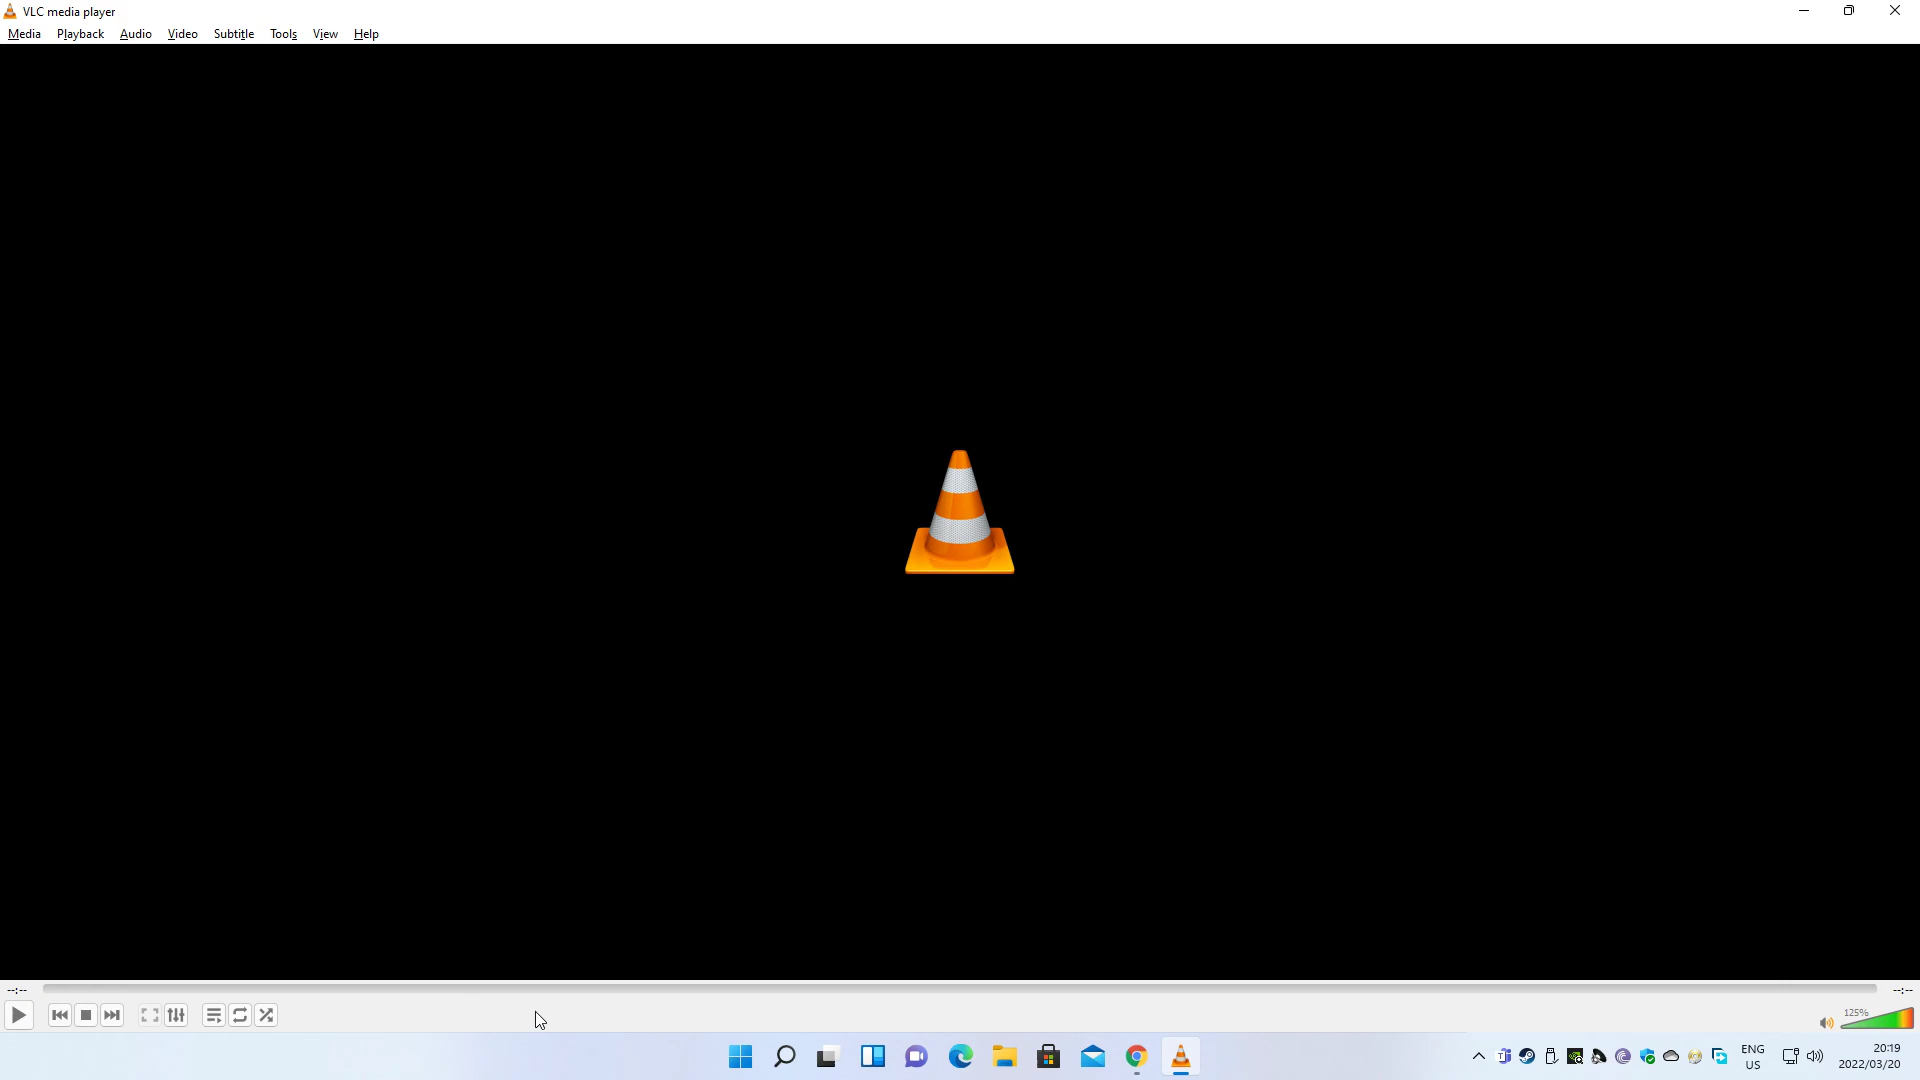 VLC media player
Media Playback Audio Video Subtitle Tools View Help
--:-- --:--
125%
ENG 20:19
US 2022/03/20